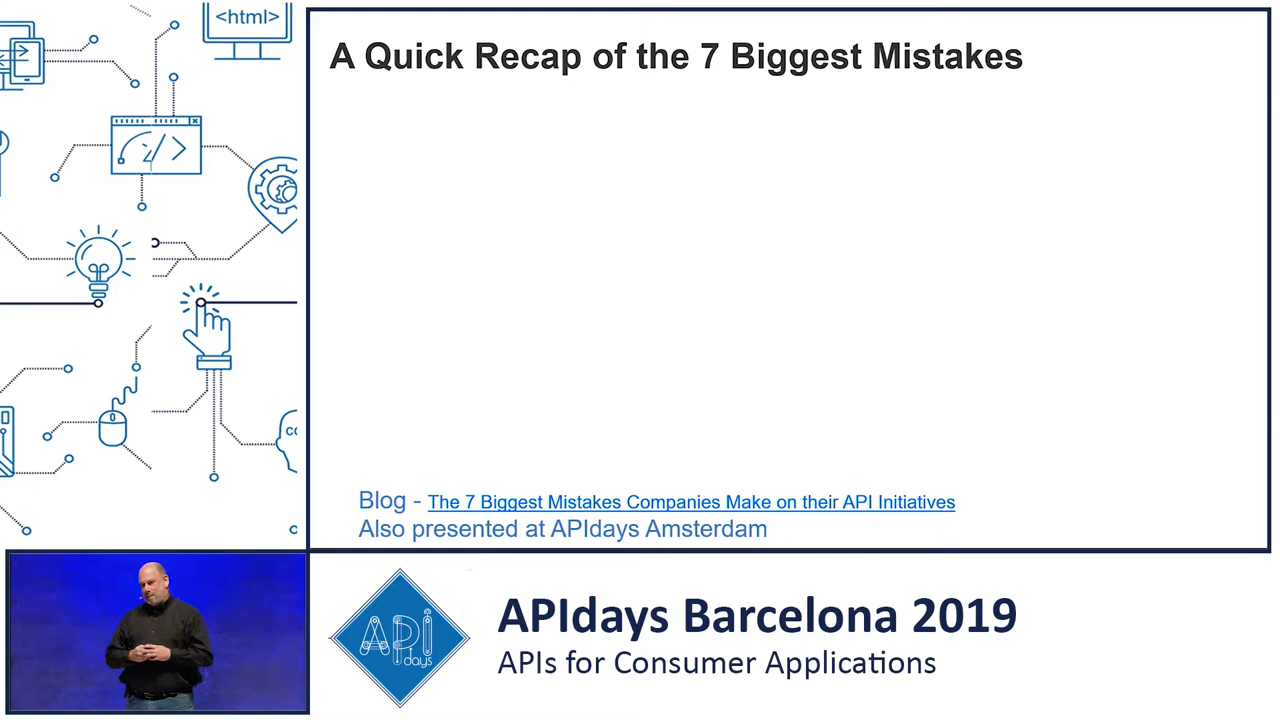 <html>
A Quick Recap of the 7 Biggest Mistakes
</>
CO
Blog - The 7 Biggest Mistakes Companies Make on their API Initiatives
Also presented at APIdays Amsterdam
API
days
APIdays Barcelona 2019
APIs for Consumer Applications